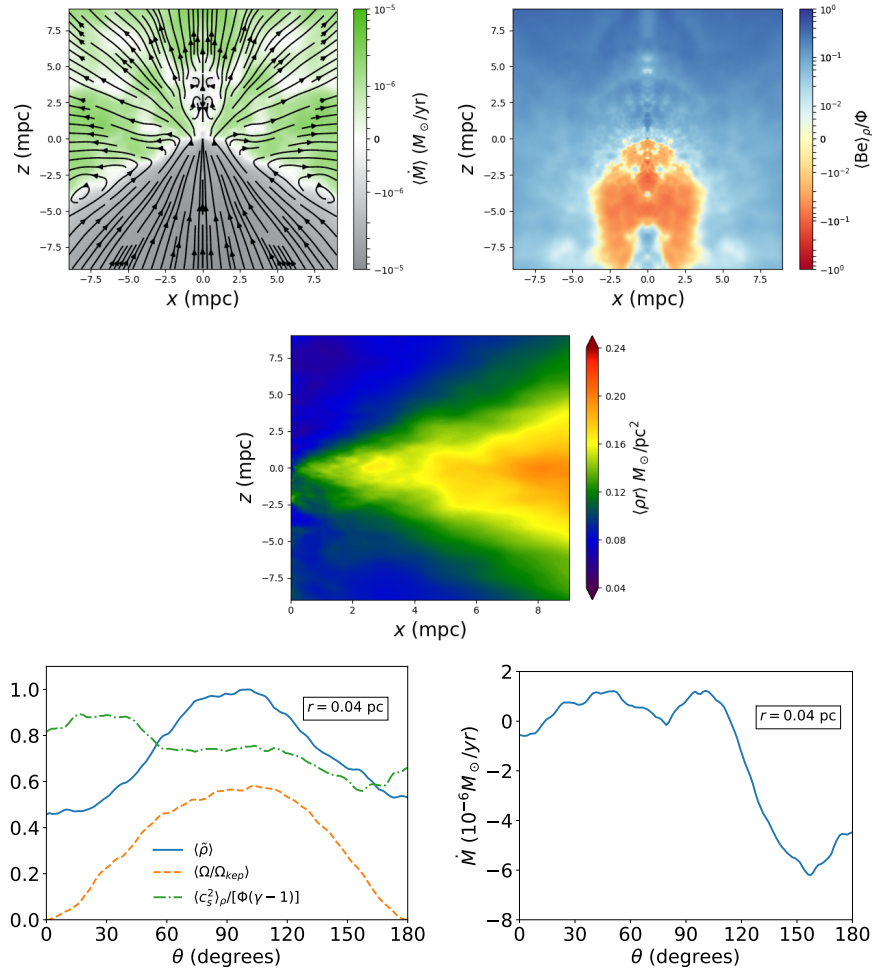 7.5
5.0
2.5
0.0
−2.5
−5.0
−7.5
z (mpc)
−7.5 −5.0 −2.5 0.0 2.5 5.0 7.5
x (mpc)
10⁻⁵
10⁻⁶
0
−10⁻⁶
−10⁻⁵
⟨Ṁ⟩ (M⊙/yr)
7.5
5.0
2.5
0.0
−2.5
−5.0
−7.5
z (mpc)
−7.5 −5.0 −2.5 0.0 2.5 5.0 7.5
x (mpc)
10⁰
10⁻¹
10⁻²
0
−10⁻²
−10⁻¹
−10⁰
⟨Be⟩ρ/Φ
7.5
5.0
2.5
0.0
−2.5
−5.0
−7.5
z (mpc)
0 2 4 6 8
x (mpc)
0.24
0.20
0.16
0.12
0.08
0.04
⟨ρr⟩ M⊙/pc²
1.0
0.8
0.6
0.4
0.2
0.0
r = 0.04 pc
⟨ρ̃⟩
⟨Ω/Ωkep⟩
⟨cs²⟩ρ/[Φ(γ − 1)]
0 30 60 90 120 150 180
θ (degrees)
2
0
−2
−4
−6
−8
Ṁ (10⁻⁶M⊙/yr)
r = 0.04 pc
0 30 60 90 120 150 180
θ (degrees)